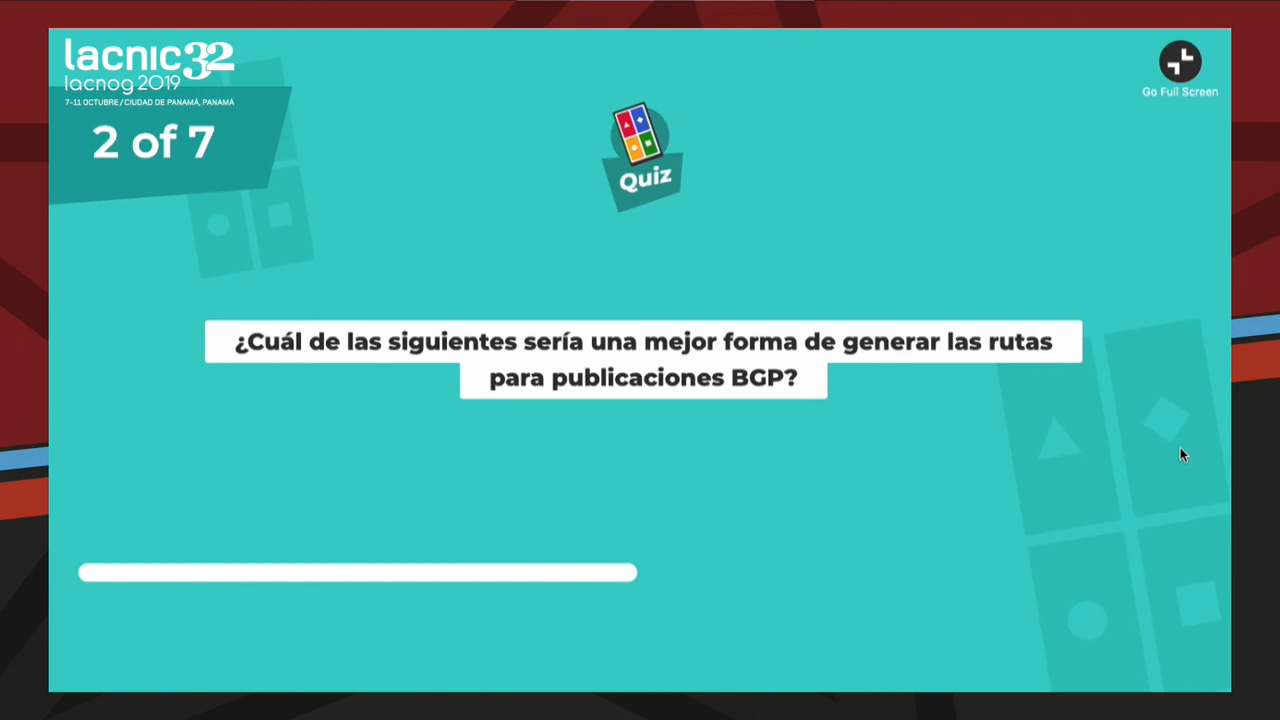 lacnic32
lacnog 2019
7-11 OCTUBRE / CIUDAD DE PANAMÁ, PANAMÁ
2 of 7
Go Full Screen
Quiz
¿Cuál de las siguientes sería una mejor forma de generar las rutas
para publicaciones BGP?